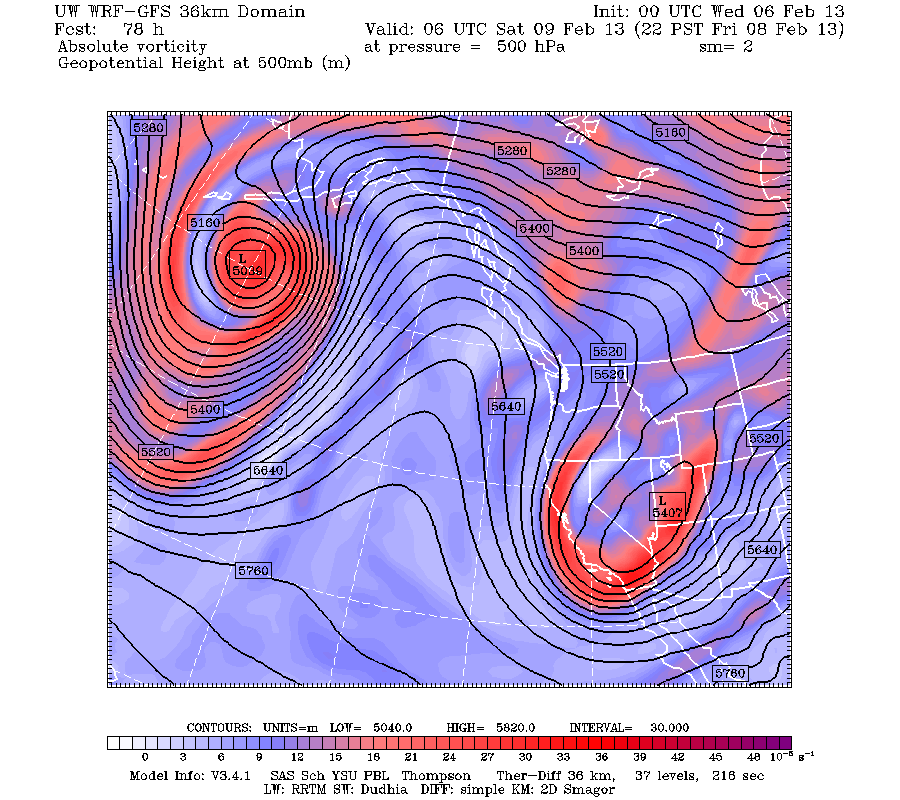 UW WRF-GFS 36km Domain Init: 00 UTC Wed 06 Feb 13
Fcst: 78 h Valid: 06 UTC Sat 09 Feb 13 (22 PST Fri 08 Feb 13)
Absolute vorticity at pressure = 500 hPa sm= 2
Geopotential Height at 500mb (m)
5280 5160
5280
5280
5160 5400
5400
L
5039
5520
5520
5400 5640
5520 5520
5640
L
5407
5640
5760
5760
CONTOURS: UNITS=m LOW= 5040.0 HIGH= 5820.0 INTERVAL= 30.000
0 3 6 9 12 15 18 21 24 27 30 33 36 39 42 45 48 10⁻⁵ s⁻¹
Model Info: V3.4.1 SAS Sch YSU PBL Thompson Ther-Diff 36 km, 37 levels, 216 sec
LW: RRTM SW: Dudhia DIFF: simple KM: 2D Smagor